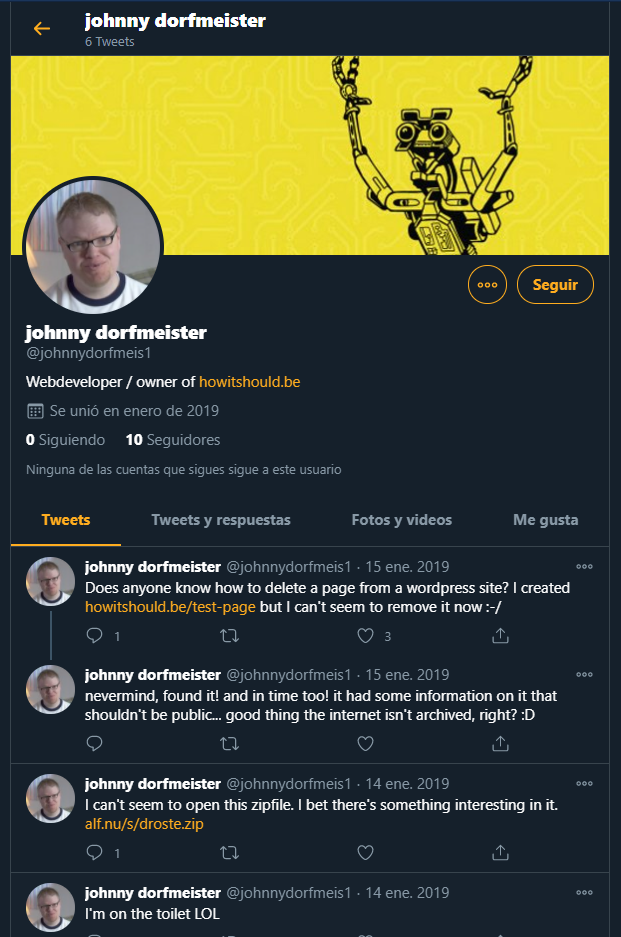 johnny dorfmeister
6 Tweets
Seguir
johnny dorfmeister
@johnnydorfmeis1
Webdeveloper / owner of howitshould.be
Se unió en enero de 2019
0 Siguiendo 10 Seguidores
Ninguna de las cuentas que sigues sigue a este usuario
Tweets Tweets y respuestas Fotos y videos Me gusta
johnny dorfmeister @johnnydorfmeis1 · 15 ene. 2019
Does anyone know how to delete a page from a wordpress site? I created
howitshould.be/test-page but I can't seem to remove it now :-/
1 3
johnny dorfmeister @johnnydorfmeis1 · 15 ene. 2019
nevermind, found it! and in time too! it had some information on it that
shouldn't be public... good thing the internet isn't archived, right? :D
johnny dorfmeister @johnnydorfmeis1 · 14 ene. 2019
I can't seem to open this zipfile. I bet there's something interesting in it.
alf.nu/s/droste.zip
1
johnny dorfmeister @johnnydorfmeis1 · 14 ene. 2019
I'm on the toilet LOL